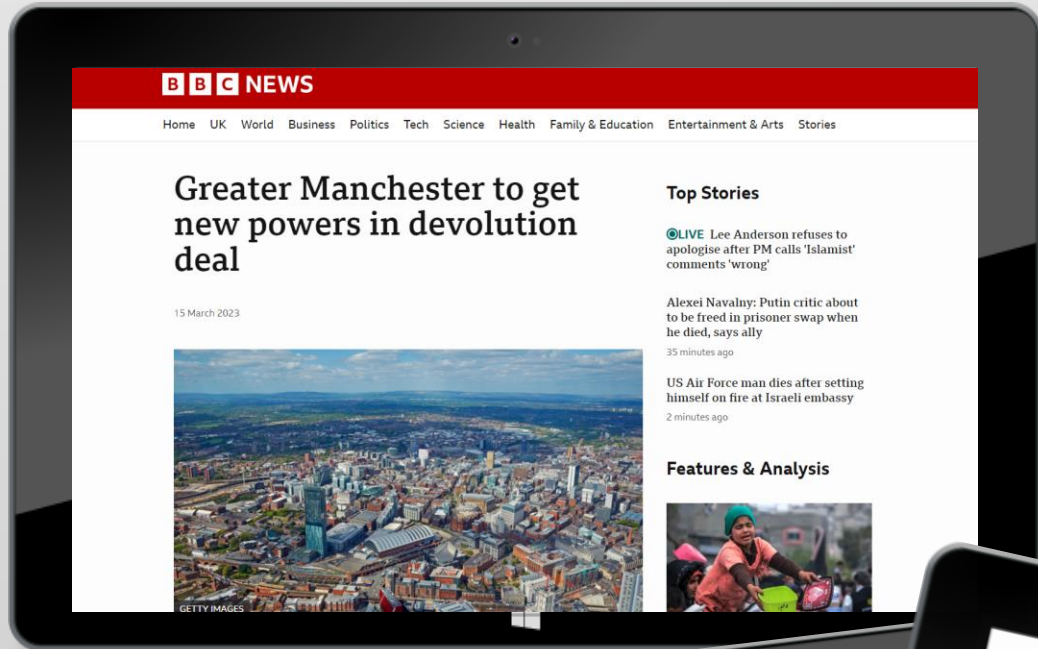 BBC NEWS
Home UK World Business Politics Tech Science Health Family & Education Entertainment & Arts Stories
Greater Manchester to get
new powers in devolution
deal
15 March 2023
GETTY IMAGES
Top Stories
LIVE Lee Anderson refuses to
apologise after PM calls 'Islamist'
comments 'wrong'
Alexei Navalny: Putin critic about
to be freed in prisoner swap when
he died, says ally
35 minutes ago
US Air Force man dies after setting
himself on fire at Israeli embassy
2 minutes ago
Features & Analysis